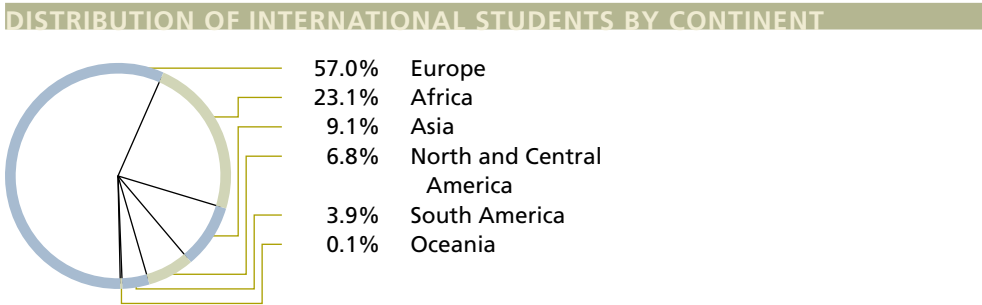 DISTRIBUTION OF INTERNATIONAL STUDENTS BY CONTINENT
57.0% Europe
23.1% Africa
9.1% Asia
6.8% North and Central
America
3.9% South America
0.1% Oceania